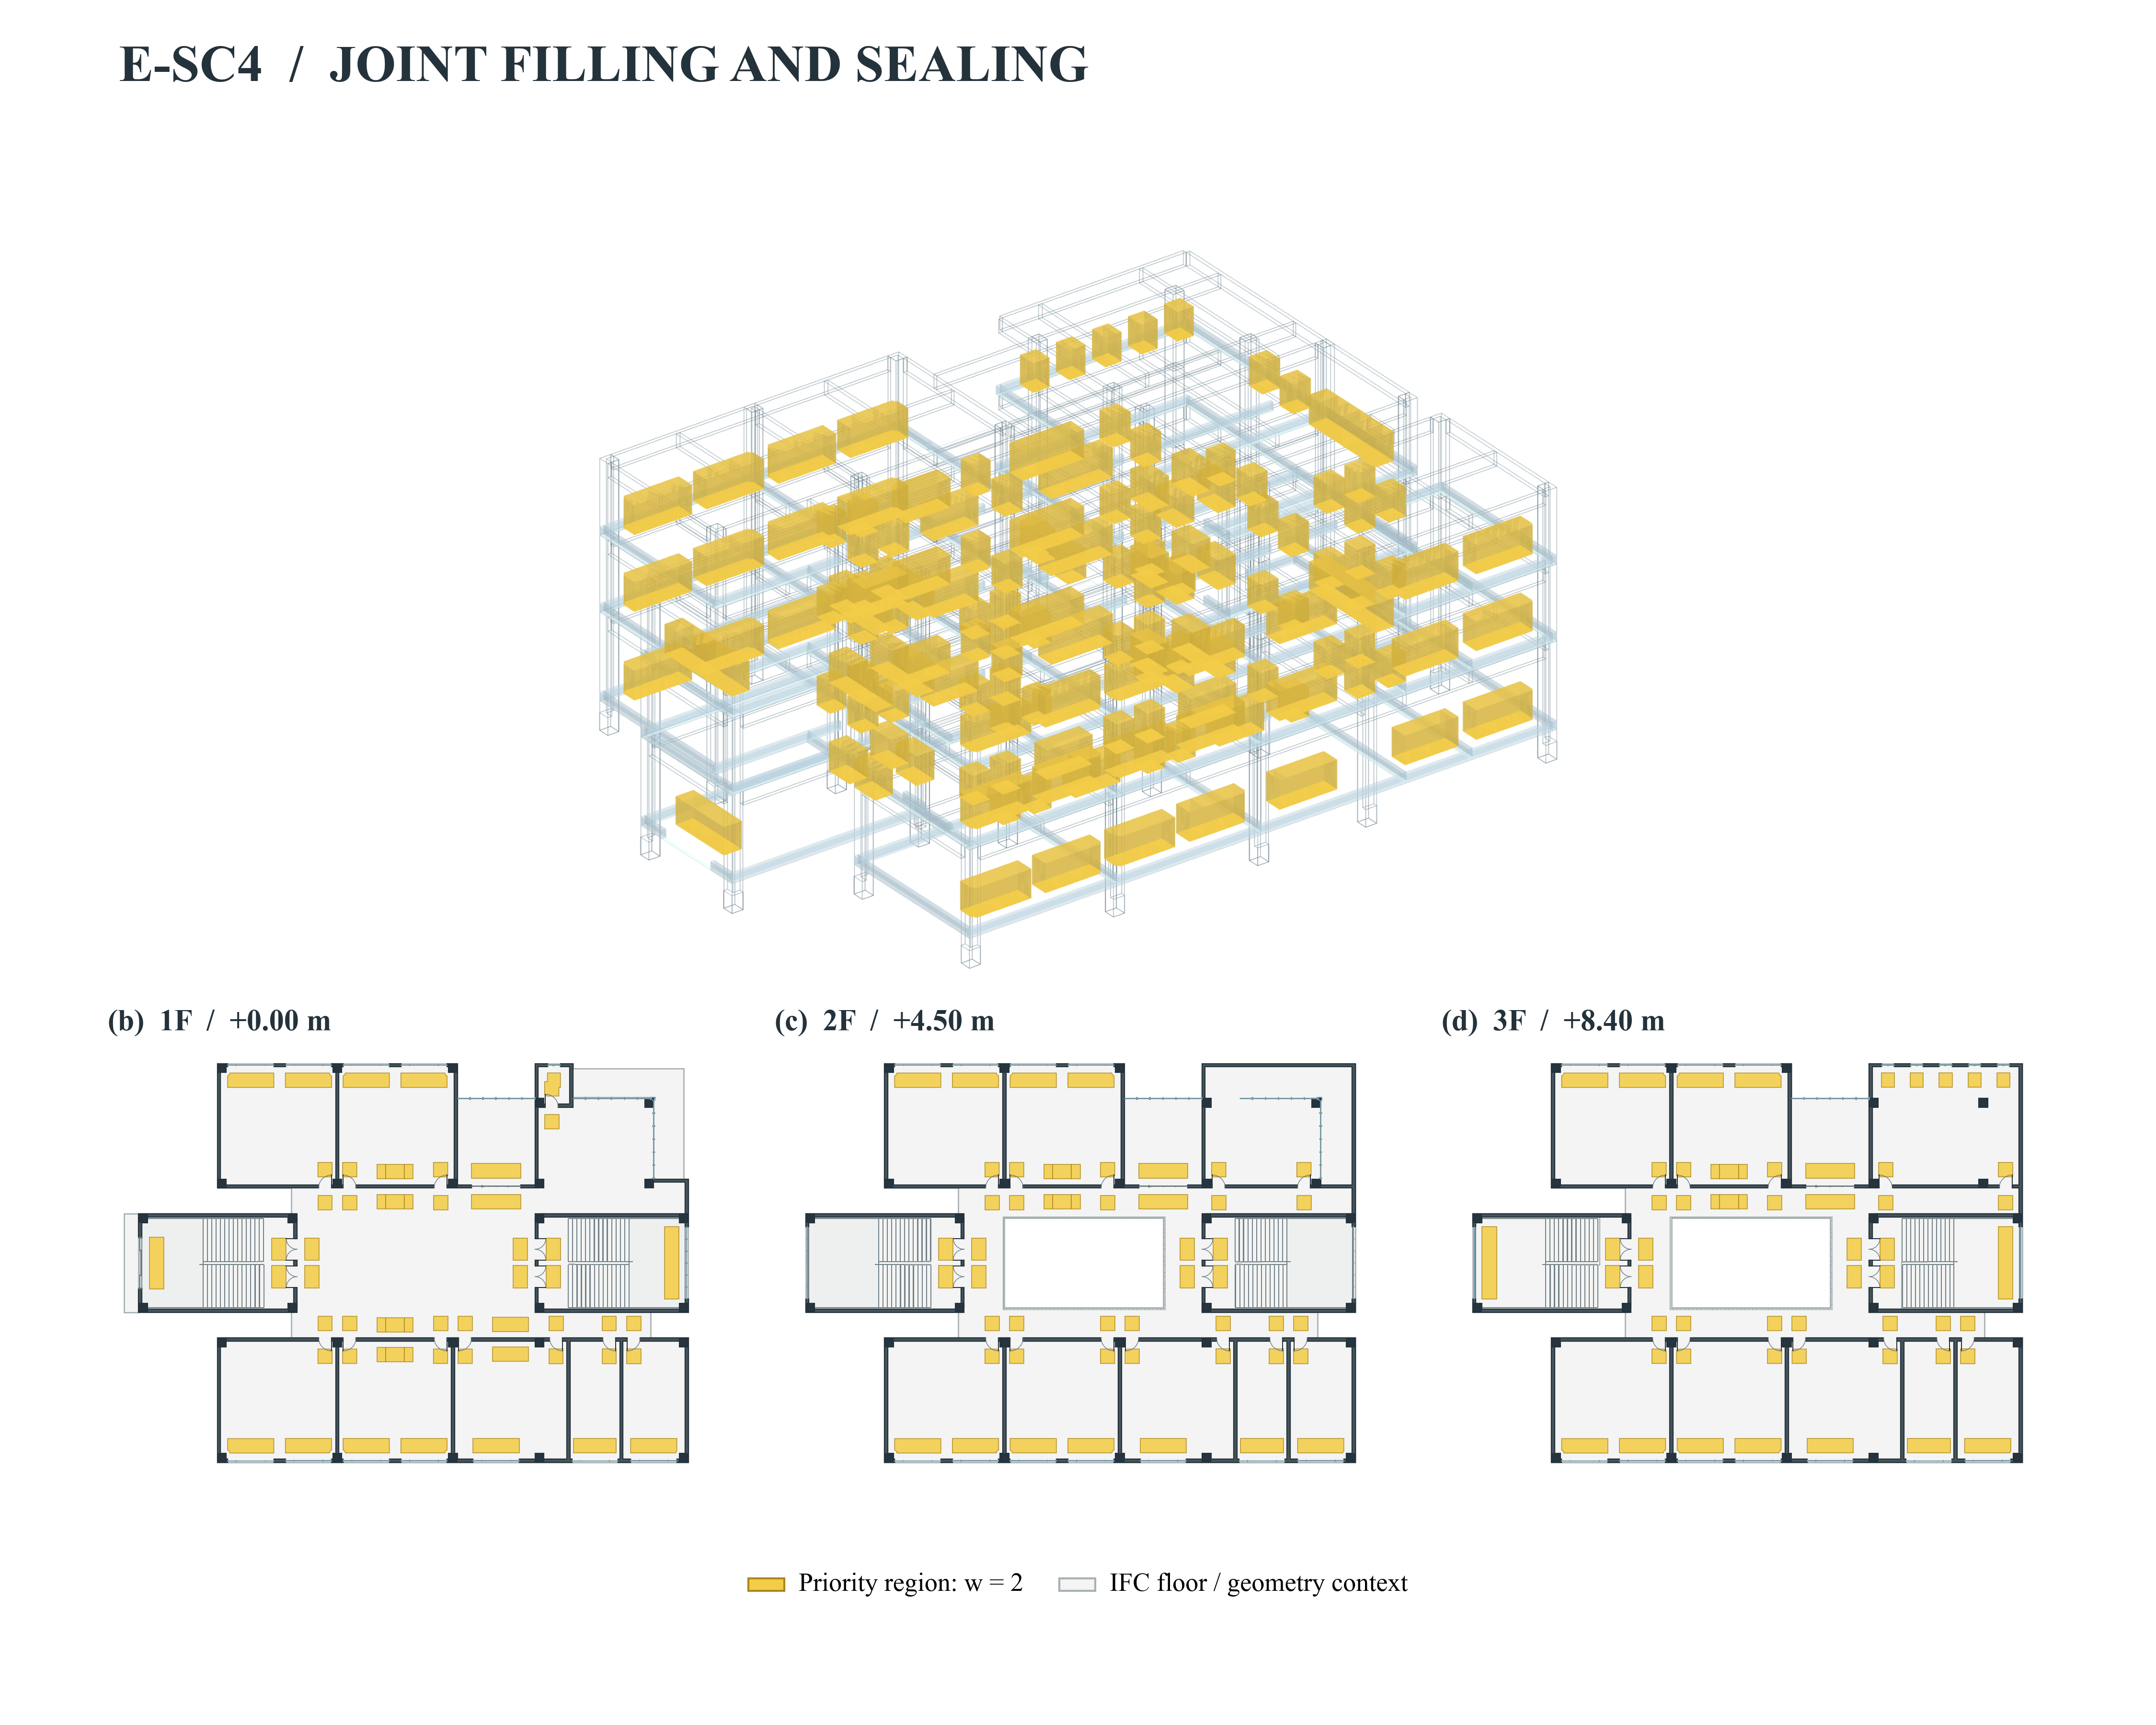 E-SC4 / JOINT FILLING AND SEALING
(b) 1F / +0.00 m
(c) 2F / +4.50 m
(d) 3F / +8.40 m
Priority region: w = 2
IFC floor / geometry context